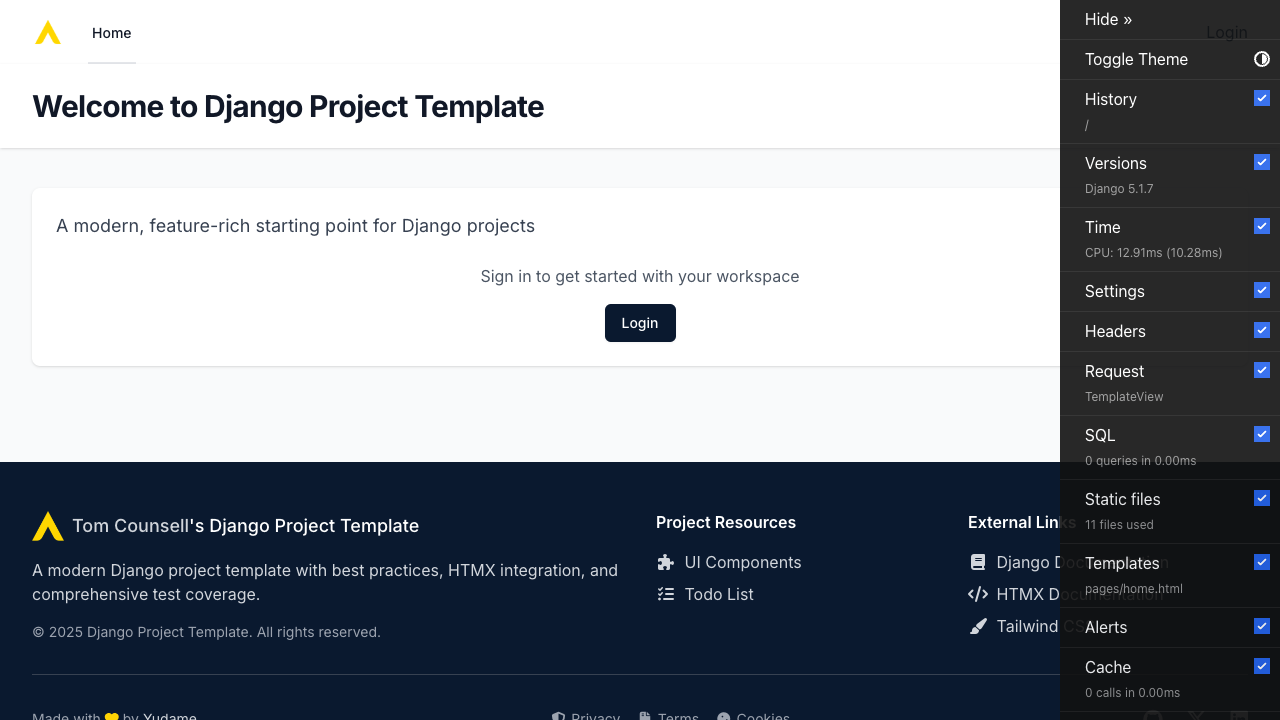 Home
Login
Welcome to Django Project Template
A modern, feature-rich starting point for Django projects
Sign in to get started with your workspace
Login
Tom Counsell's Django Project Template
A modern Django project template with best practices, HTMX integration, and
comprehensive test coverage.
© 2025 Django Project Template. All rights reserved.
Project Resources
UI Components
Todo List
External Links
Django Documentation
HTMX Documentation
Tailwind CSS
Made with by Yudame
Privacy
Terms
Cookies
Hide »
Toggle Theme
History
/
Versions
Django 5.1.7
Time
CPU: 12.91ms (10.28ms)
Settings
Headers
Request
TemplateView
SQL
0 queries in 0.00ms
Static files
11 files used
Templates
pages/home.html
Alerts
Cache
0 calls in 0.00ms